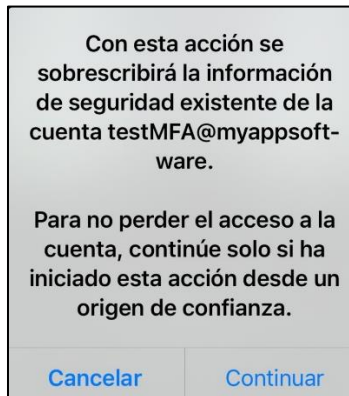 Con esta acción se
sobrescribirá la información
de seguridad existente de la
cuenta testMFA@myappsoft-
ware.
Para no perder el acceso a la
cuenta, continúe solo si ha
iniciado esta acción desde un
origen de confianza.
Cancelar Continuar